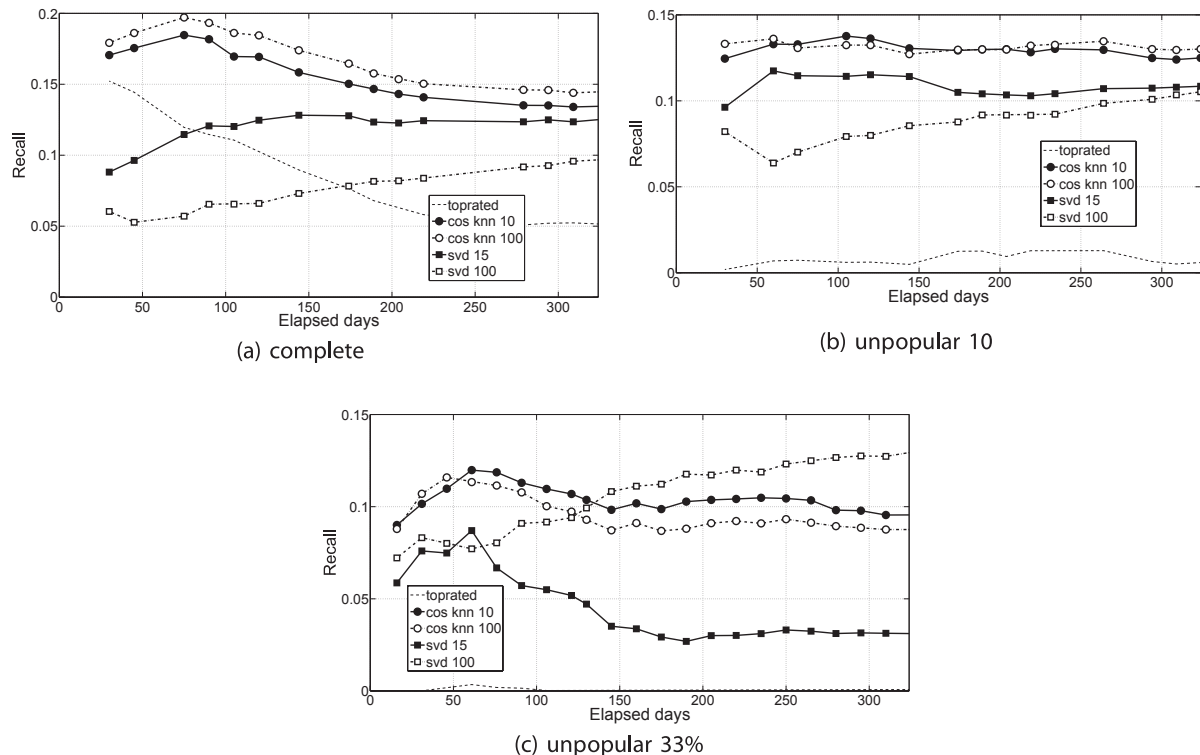 0.2
0.15
0.1
0.05
0
Recall
toprated
cos knn 10
cos knn 100
svd 15
svd 100
0 50 100 150 200 250 300
Elapsed days
(a) complete
0.15
0.1
0.05
0
Recall
toprated
cos knn 10
cos knn 100
svd 15
svd 100
0 50 100 150 200 250 300
Elapsed days
(b) unpopular 10
0.15
0.1
0.05
0
Recall
toprated
cos knn 10
cos knn 100
svd 15
svd 100
0 50 100 150 200 250 300
Elapsed days
(c) unpopular 33%